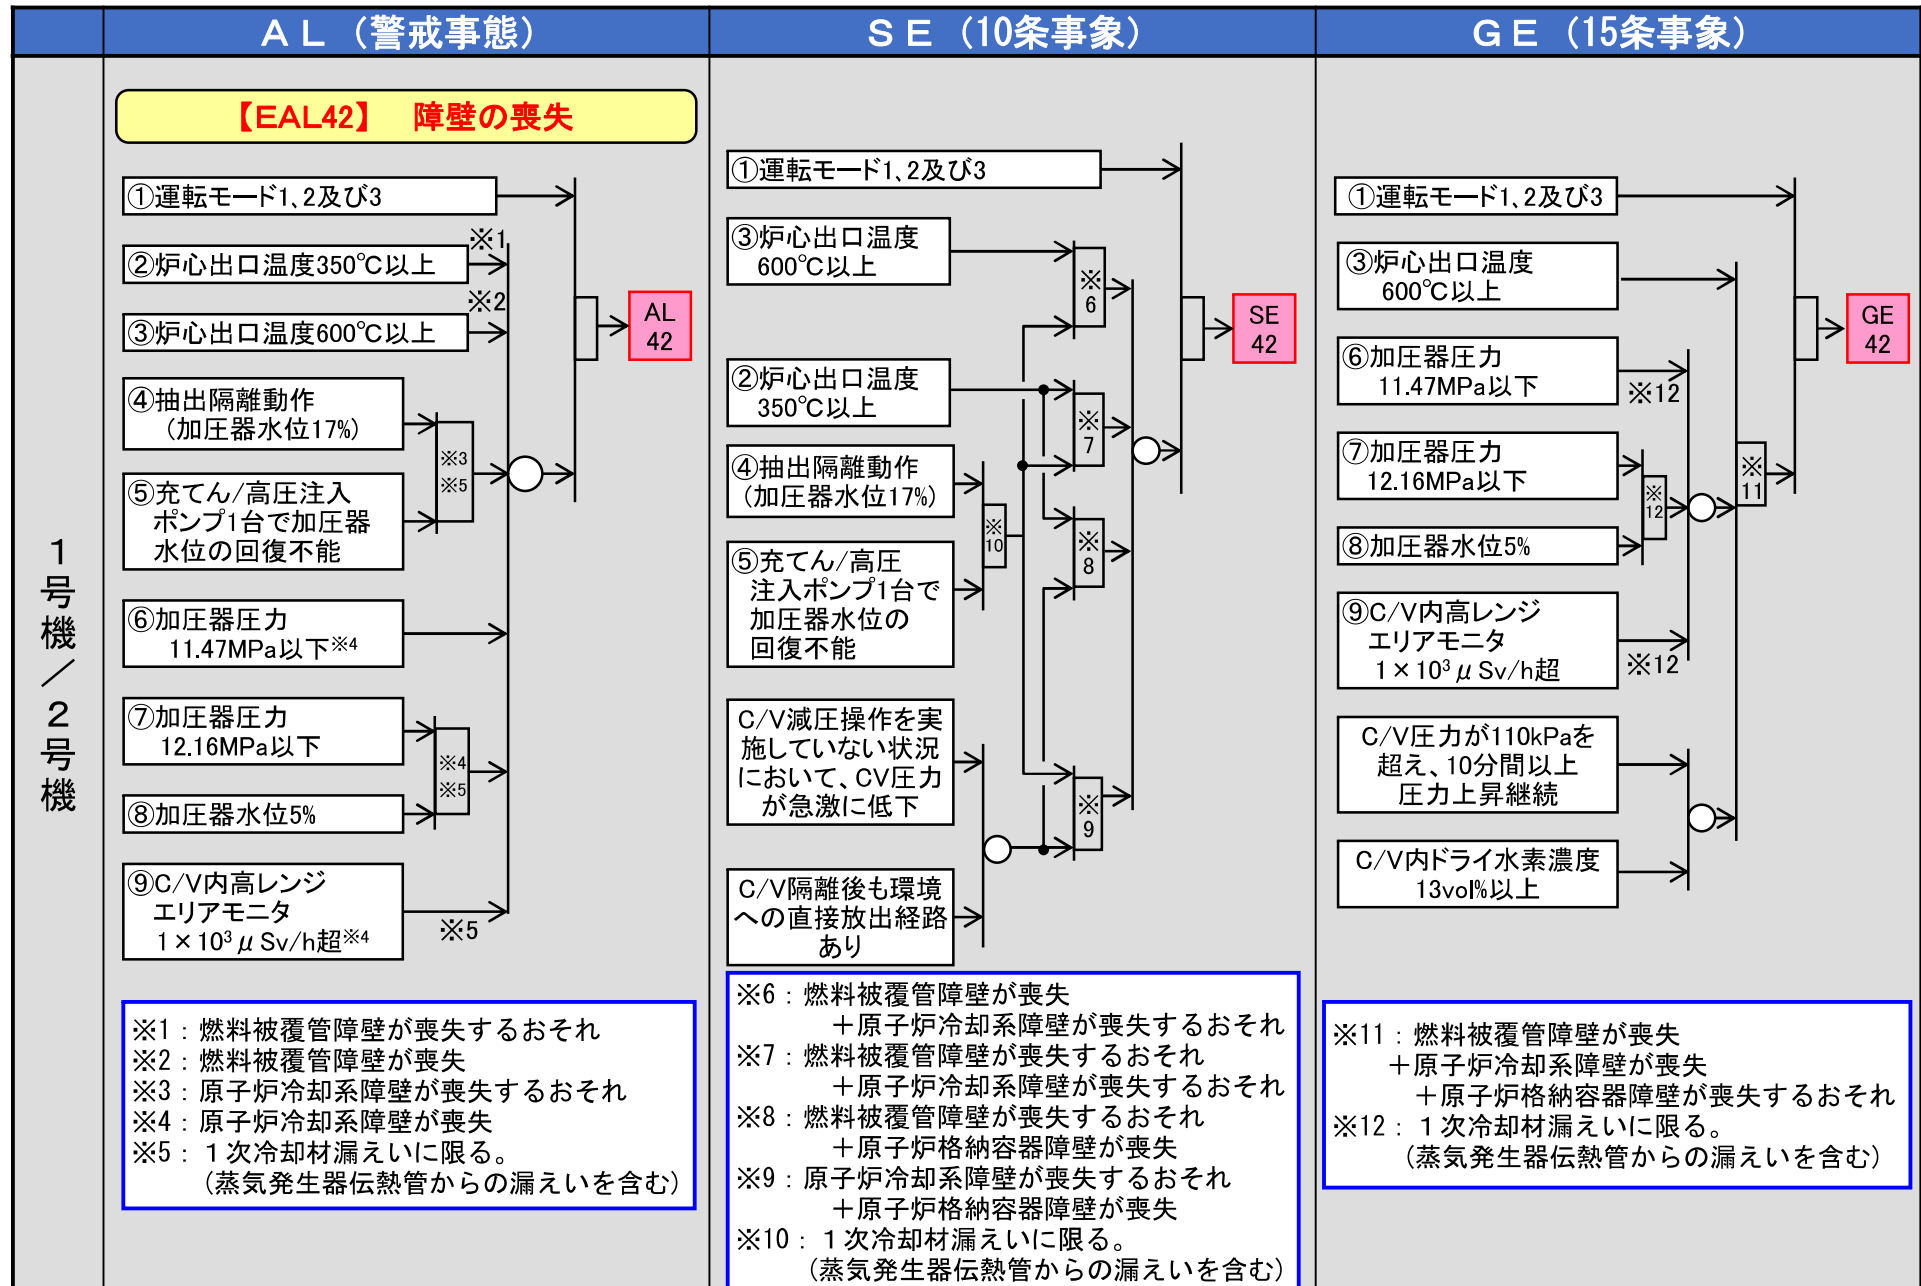 AL（警戒事態）
SE（10条事象）
GE（15条事象）
1号機／2号機
【EAL42】　障壁の喪失
①運転モード1、2及び3
※1
②炉心出口温度350℃以上
※2
③炉心出口温度600℃以上
④抽出隔離動作
（加圧器水位17%）
⑤充てん/高圧注入
ポンプ1台で加圧器
水位の回復不能
※3
※5
⑥加圧器圧力
11.47MPa以下※4
⑦加圧器圧力
12.16MPa以下
⑧加圧器水位5%
※4
※5
⑨C/V内高レンジ
エリアモニタ
1×10³μSv/h超※4
※5
AL
42
※1：燃料被覆管障壁が喪失するおそれ
※2：燃料被覆管障壁が喪失
※3：原子炉冷却系障壁が喪失するおそれ
※4：原子炉冷却系障壁が喪失
※5：１次冷却材漏えいに限る。
（蒸気発生器伝熱管からの漏えいを含む）
①運転モード1、2及び3
③炉心出口温度
600℃以上
※
6
②炉心出口温度
350℃以上
※
7
④抽出隔離動作
（加圧器水位17%）
⑤充てん/高圧
注入ポンプ1台で
加圧器水位の
回復不能
※
10
※
8
C/V減圧操作を実
施していない状況
において、CV圧力
が急激に低下
※
9
C/V隔離後も環境
への直接放出経路
あり
SE
42
※6：燃料被覆管障壁が喪失
＋原子炉冷却系障壁が喪失するおそれ
※7：燃料被覆管障壁が喪失するおそれ
＋原子炉冷却系障壁が喪失するおそれ
※8：燃料被覆管障壁が喪失するおそれ
＋原子炉格納容器障壁が喪失
※9：原子炉冷却系障壁が喪失するおそれ
＋原子炉格納容器障壁が喪失
※10：１次冷却材漏えいに限る。
（蒸気発生器伝熱管からの漏えいを含む）
①運転モード1、2及び3
③炉心出口温度
600℃以上
⑥加圧器圧力
11.47MPa以下
※12
⑦加圧器圧力
12.16MPa以下
⑧加圧器水位5%
※
12
※
11
⑨C/V内高レンジ
エリアモニタ
1×10³μSv/h超
※12
C/V圧力が110kPaを
超え、10分間以上
圧力上昇継続
C/V内ドライ水素濃度
13vol%以上
GE
42
※11：燃料被覆管障壁が喪失
＋原子炉冷却系障壁が喪失
＋原子炉格納容器障壁が喪失するおそれ
※12：１次冷却材漏えいに限る。
（蒸気発生器伝熱管からの漏えいを含む）